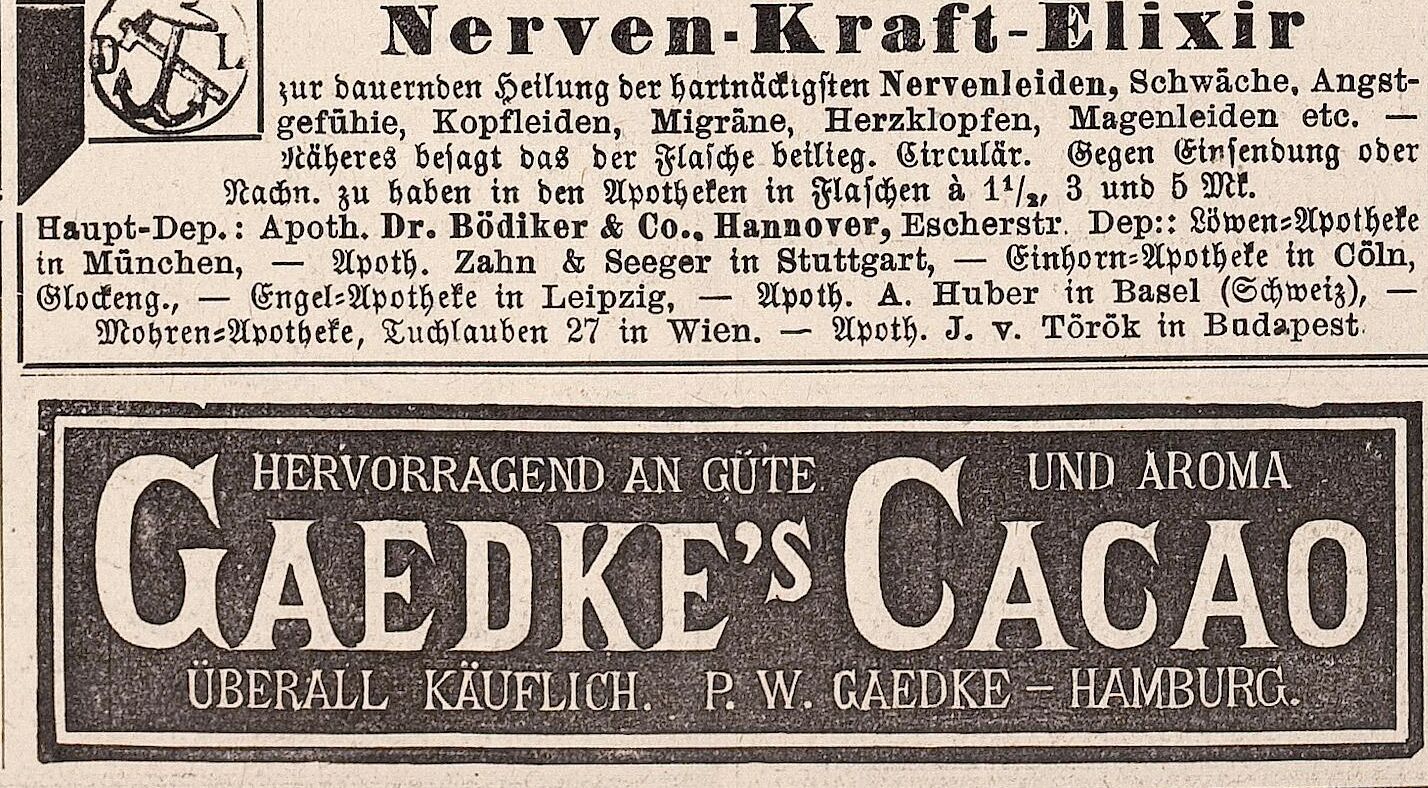 D L
Nerven-Kraft-Elixir
zur dauernden Heilung der hartnäckigsten Nervenleiden, Schwäche, Angst-
gefühie, Kopfleiden, Migräne, Herzklopfen, Magenleiden etc. —
Näheres besagt das der Flasche beilieg. Circulär. Gegen Einsendung oder
Nachn. zu haben in den Apotheken in Flaschen à 1½, 3 und 5 Mk.
Haupt-Dep.: Apoth. Dr. Bödiker & Co., Hannover, Escherstr. Dep:: Löwen-Apotheke
in München, — Apoth. Zahn & Seeger in Stuttgart, — Einhorn-Apotheke in Cöln,
Glockeng., — Engel-Apotheke in Leipzig, — Apoth. A. Huber in Basel (Schweiz), —
Mohren-Apotheke, Tuchlauben 27 in Wien. — Apoth. J. v. Török in Budapest.
HERVORRAGEND AN GÜTE UND AROMA
GAEDKE'S CACAO
ÜBERALL KÄUFLICH. P. W. GAEDKE – HAMBURG.